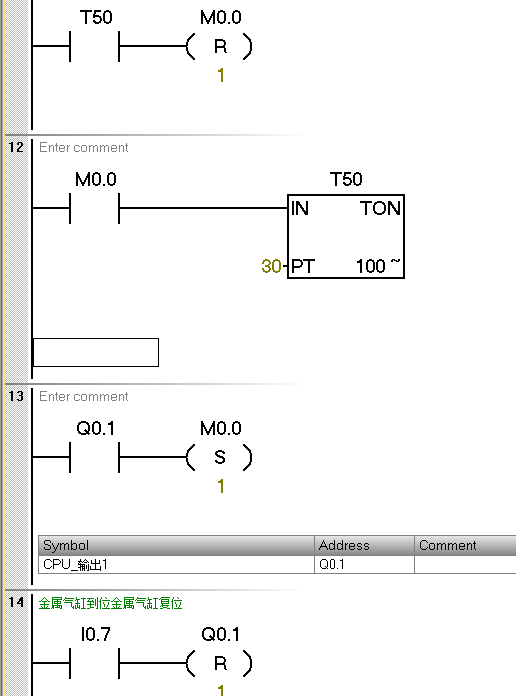 T50 M0.0
R
1
12 Enter comment
M0.0 T50
IN TON
30 PT 100 ~
13 Enter comment
Q0.1 M0.0
S
1
Symbol Address Comment
CPU_输出1 Q0.1
14 金属气缸到位金属气缸复位
I0.7 Q0.1
R
1